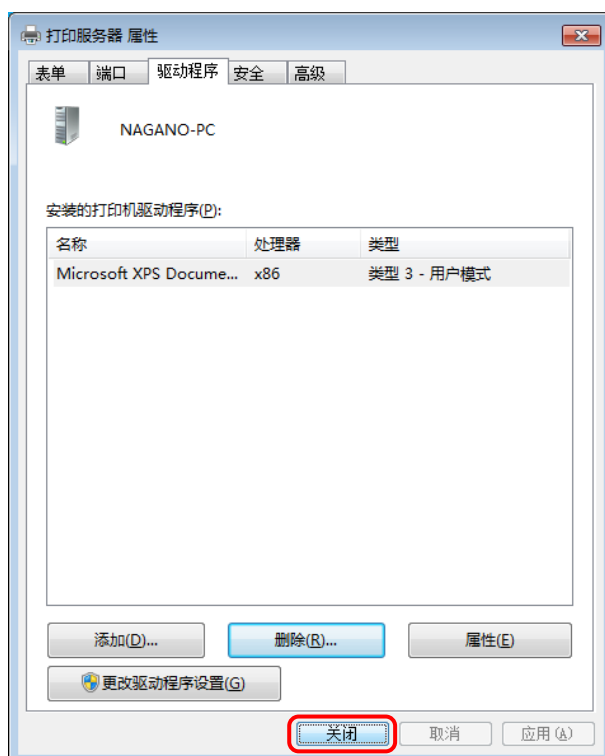 打印服务器 属性
表单 端口 驱动程序 安全 高级
NAGANO-PC
安装的打印机驱动程序(P):
名称 处理器 类型
Microsoft XPS Docume... x86 类型 3 - 用户模式
添加(D)... 删除(R)... 属性(E)
更改驱动程序设置(G)
关闭 取消 应用(A)